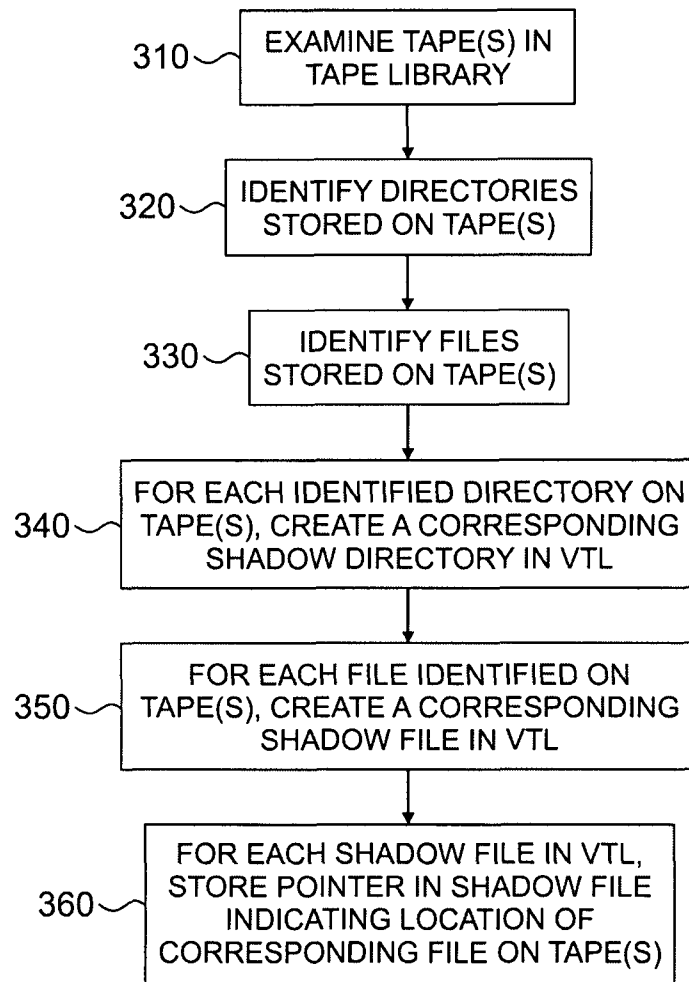 310
EXAMINE TAPE(S) IN
TAPE LIBRARY
320
IDENTIFY DIRECTORIES
STORED ON TAPE(S)
330
IDENTIFY FILES
STORED ON TAPE(S)
340
FOR EACH IDENTIFIED DIRECTORY ON
TAPE(S), CREATE A CORRESPONDING
SHADOW DIRECTORY IN VTL
350
FOR EACH FILE IDENTIFIED ON
TAPE(S), CREATE A CORRESPONDING
SHADOW FILE IN VTL
360
FOR EACH SHADOW FILE IN VTL,
STORE POINTER IN SHADOW FILE
INDICATING LOCATION OF
CORRESPONDING FILE ON TAPE(S)